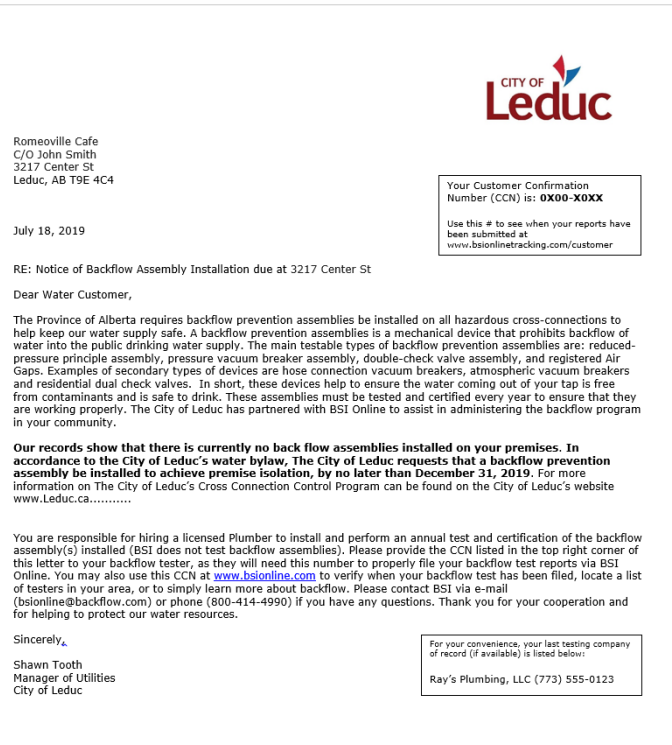 CITY OF
Leduc
Romeoville Cafe
C/O John Smith
3217 Center St
Leduc, AB T9E 4C4
Your Customer Confirmation
Number (CCN) is: 0X00-X0XX
Use this # to see when your reports have
been submitted at
www.bsionlinetracking.com/customer
July 18, 2019
RE: Notice of Backflow Assembly Installation due at 3217 Center St
Dear Water Customer,
The Province of Alberta requires backflow prevention assemblies be installed on all hazardous cross-connections to
help keep our water supply safe. A backflow prevention assemblies is a mechanical device that prohibits backflow of
water into the public drinking water supply. The main testable types of backflow prevention assemblies are: reduced-
pressure principle assembly, pressure vacuum breaker assembly, double-check valve assembly, and registered Air
Gaps. Examples of secondary types of devices are hose connection vacuum breakers, atmospheric vacuum breakers
and residential dual check valves. In short, these devices help to ensure the water coming out of your tap is free
from contaminants and is safe to drink. These assemblies must be tested and certified every year to ensure that they
are working properly. The City of Leduc has partnered with BSI Online to assist in administering the backflow program
in your community.
Our records show that there is currently no back flow assemblies installed on your premises. In
accordance to the City of Leduc's water bylaw, The City of Leduc requests that a backflow prevention
assembly be installed to achieve premise isolation, by no later than December 31, 2019. For more
information on The City of Leduc's Cross Connection Control Program can be found on the City of Leduc's website
www.Leduc.ca...........
You are responsible for hiring a licensed Plumber to install and perform an annual test and certification of the backflow
assembly(s) installed (BSI does not test backflow assemblies). Please provide the CCN listed in the top right corner of
this letter to your backflow tester, as they will need this number to properly file your backflow test reports via BSI
Online. You may also use this CCN at www.bsionline.com to verify when your backflow test has been filed, locate a list
of testers in your area, or to simply learn more about backflow. Please contact BSI via e-mail
(bsionline@backflow.com) or phone (800-414-4990) if you have any questions. Thank you for your cooperation and
for helping to protect our water resources.
Sincerely,
Shawn Tooth
Manager of Utilities
City of Leduc
For your convenience, your last testing company
of record (if available) is listed below:
Ray's Plumbing, LLC (773) 555-0123